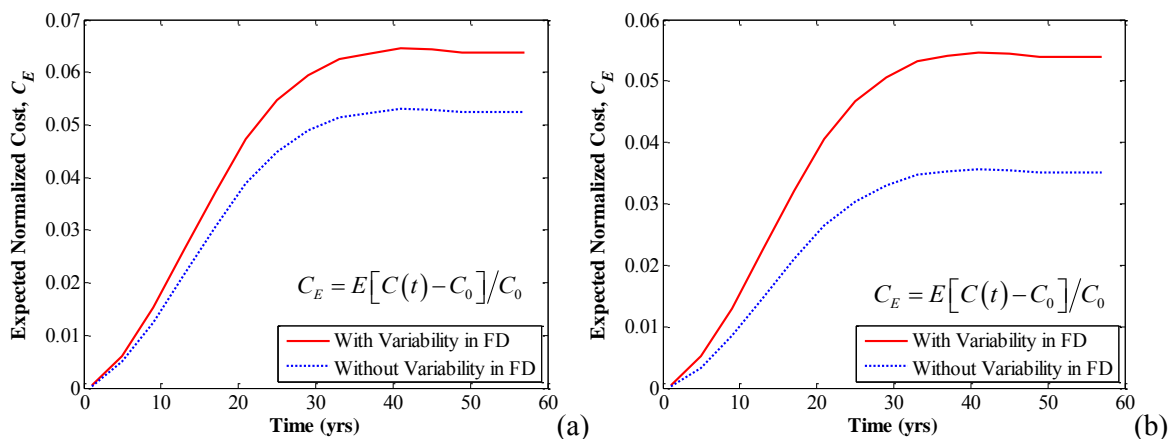 0.07
0.06
0.05
0.04
0.03
0.02
0.01
0
Expected Normalized Cost, C_E
C_E = E[C(t)−C_0]/C_0
With Variability in FD
Without Variability in FD
0 10 20 30 40 50 60
Time (yrs)
(a)
0.06
0.05
0.04
0.03
0.02
0.01
0
Expected Normalized Cost, C_E
C_E = E[C(t)−C_0]/C_0
With Variability in FD
Without Variability in FD
0 10 20 30 40 50 60
Time (yrs)
(b)